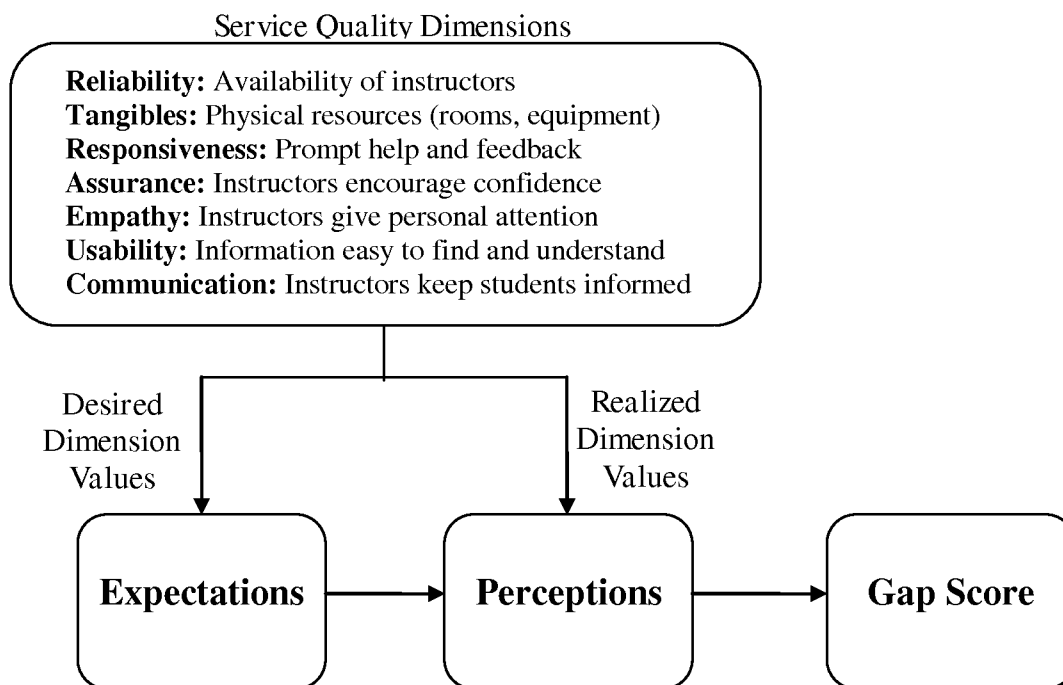 Service Quality Dimensions
Reliability: Availability of instructors
Tangibles: Physical resources (rooms, equipment)
Responsiveness: Prompt help and feedback
Assurance: Instructors encourage confidence
Empathy: Instructors give personal attention
Usability: Information easy to find and understand
Communication: Instructors keep students informed
Desired
Dimension
Values
Realized
Dimension
Values
Expectations
Perceptions
Gap Score